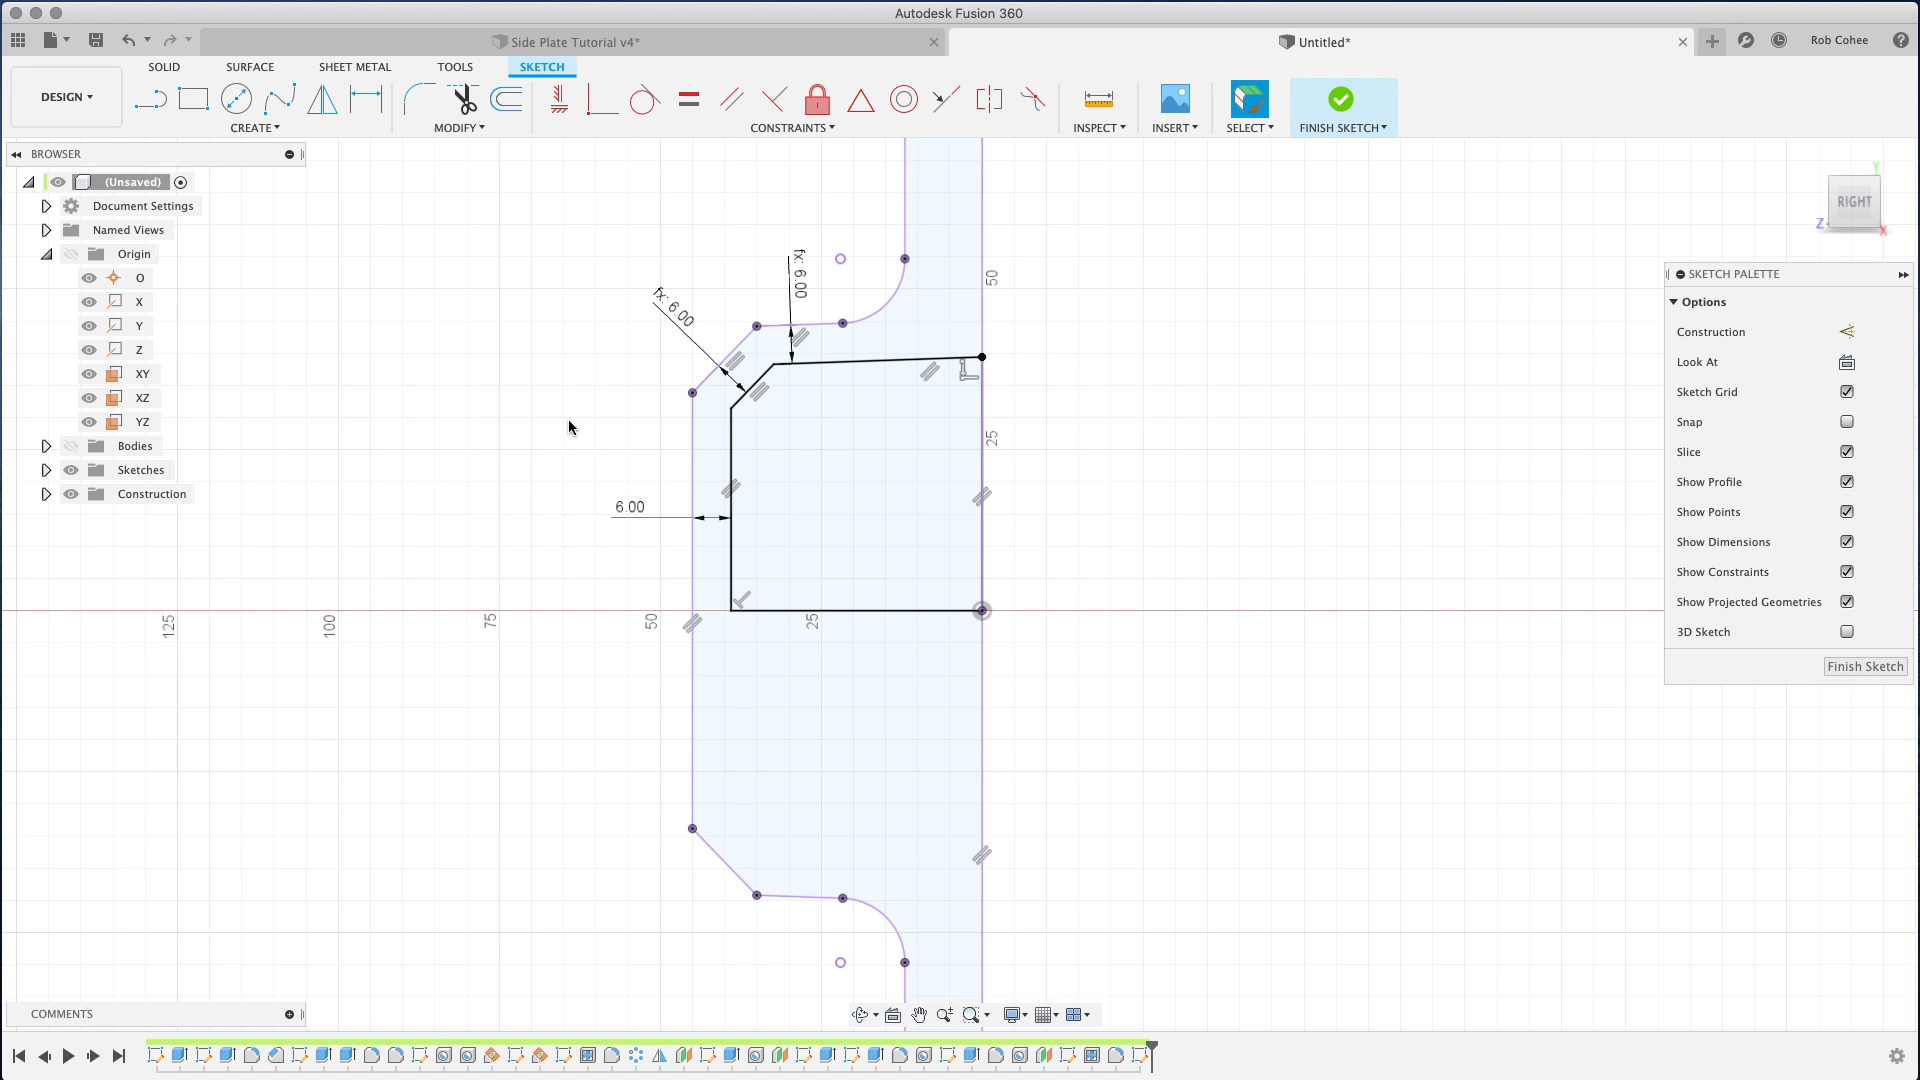 Autodesk Fusion 360
Side Plate Tutorial v4*
Untitled*
Rob Cohee
SOLID
SURFACE
SHEET METAL
TOOLS
SKETCH
DESIGN
CREATE
MODIFY
CONSTRAINTS
INSPECT
INSERT
SELECT
FINISH SKETCH
BROWSER
(Unsaved)
Document Settings
Named Views
Origin
O
X
Y
Z
XY
XZ
YZ
Bodies
Sketches
Construction
fx: 6.00
fx: 6.00
6.00
50
25
125
100
75
50
25
Y
RIGHT
Z
X
SKETCH PALETTE
Options
Construction
Look At
Sketch Grid
Snap
Slice
Show Profile
Show Points
Show Dimensions
Show Constraints
Show Projected Geometries
3D Sketch
Finish Sketch
COMMENTS